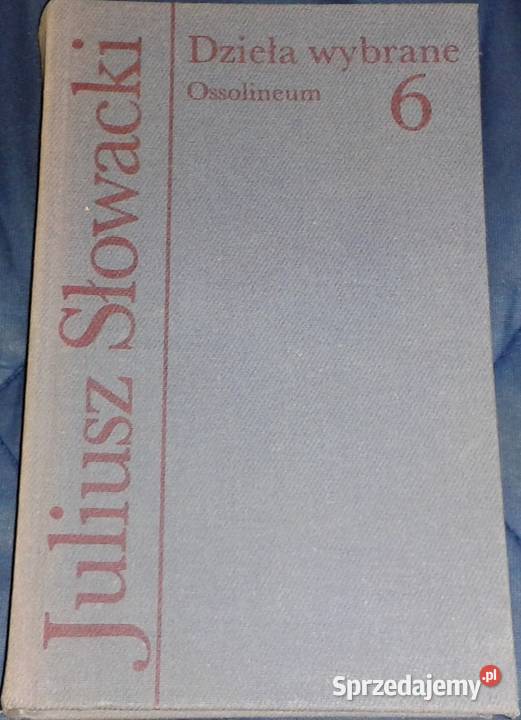 Juliusz Słowacki
Dzieła wybrane
Ossolineum
6
Sprzedajemy.pl